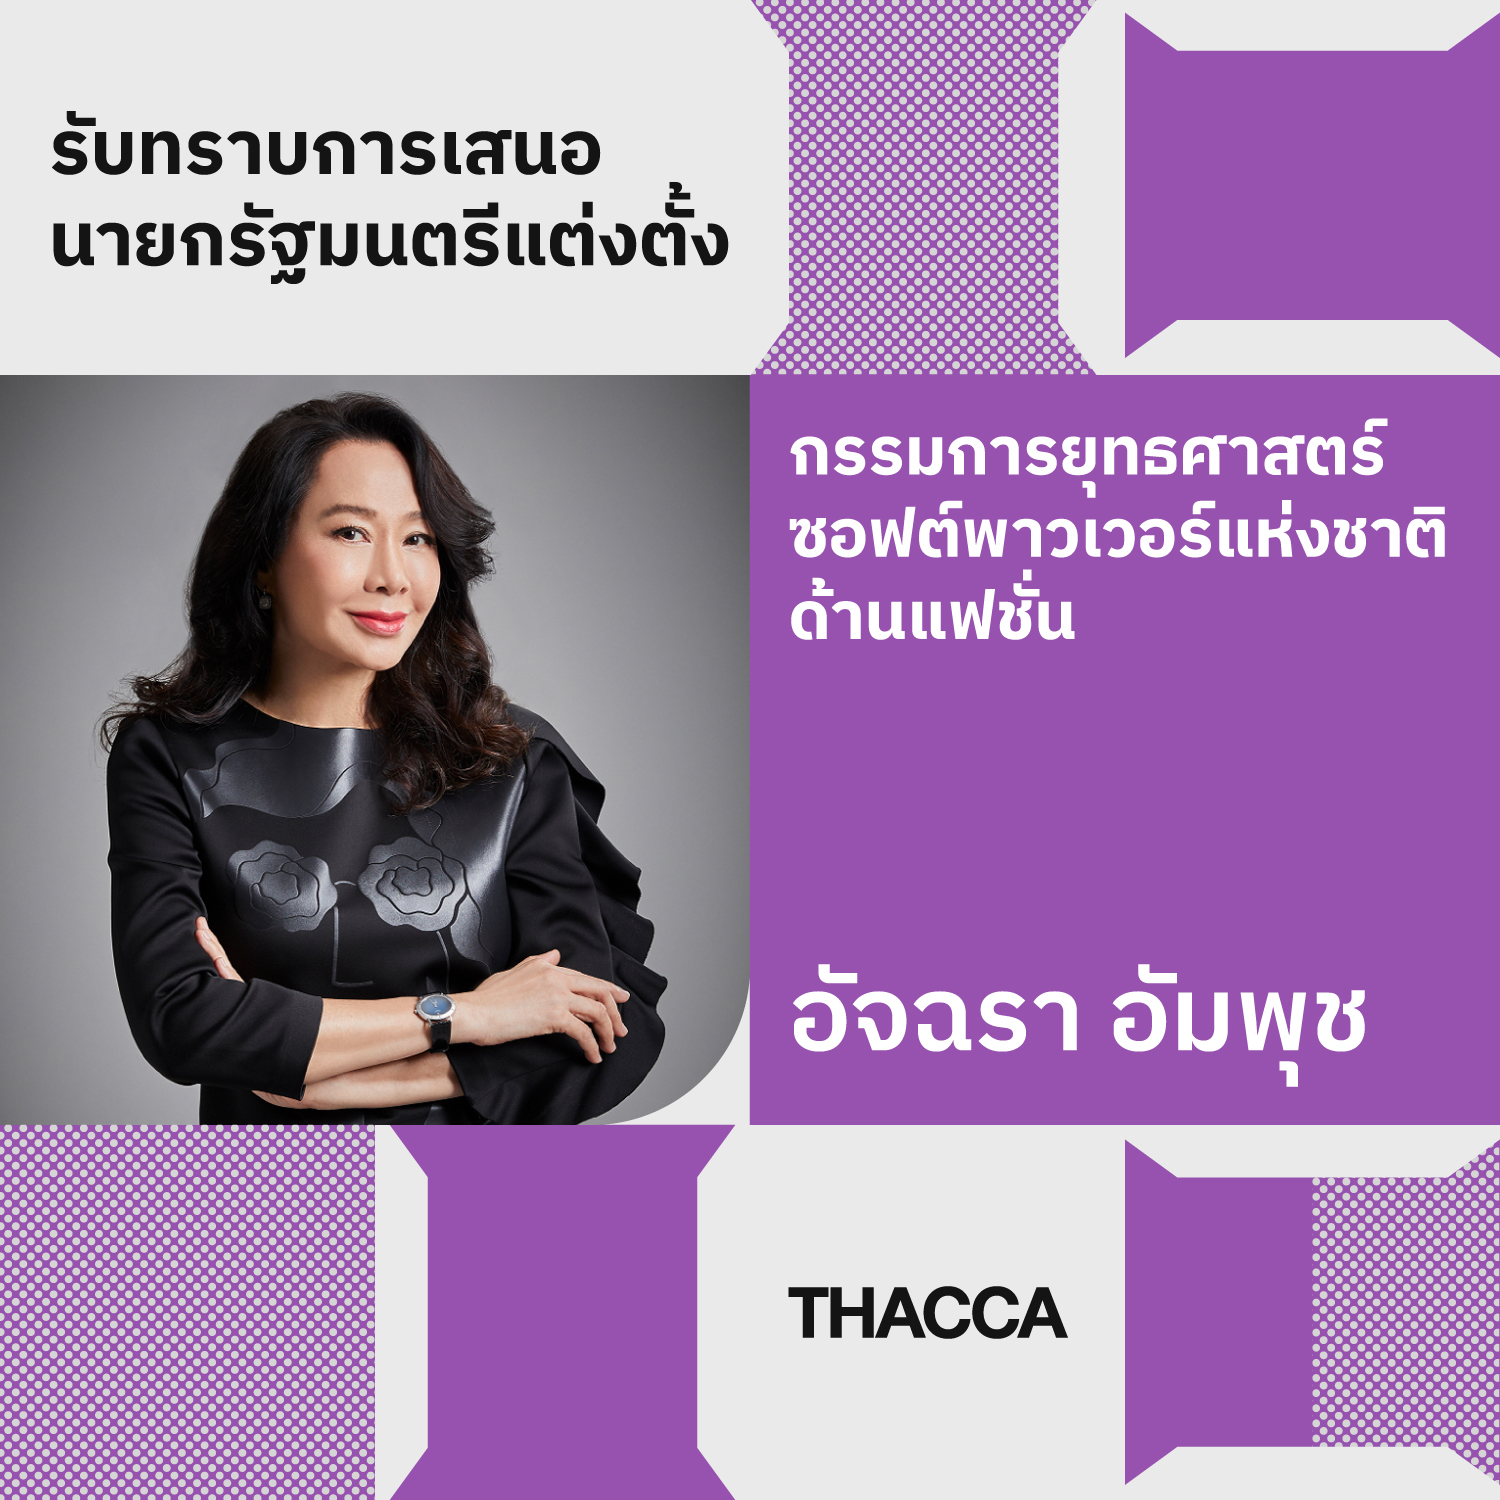 รับทราบการเสนอ
นายกรัฐมนตรีแต่งตั้ง
กรรมการยุทธศาสตร์
ซอฟต์พาวเวอร์แห่งชาติ
ด้านแฟชั่น
อัจฉรา อัมพุช
THACCA